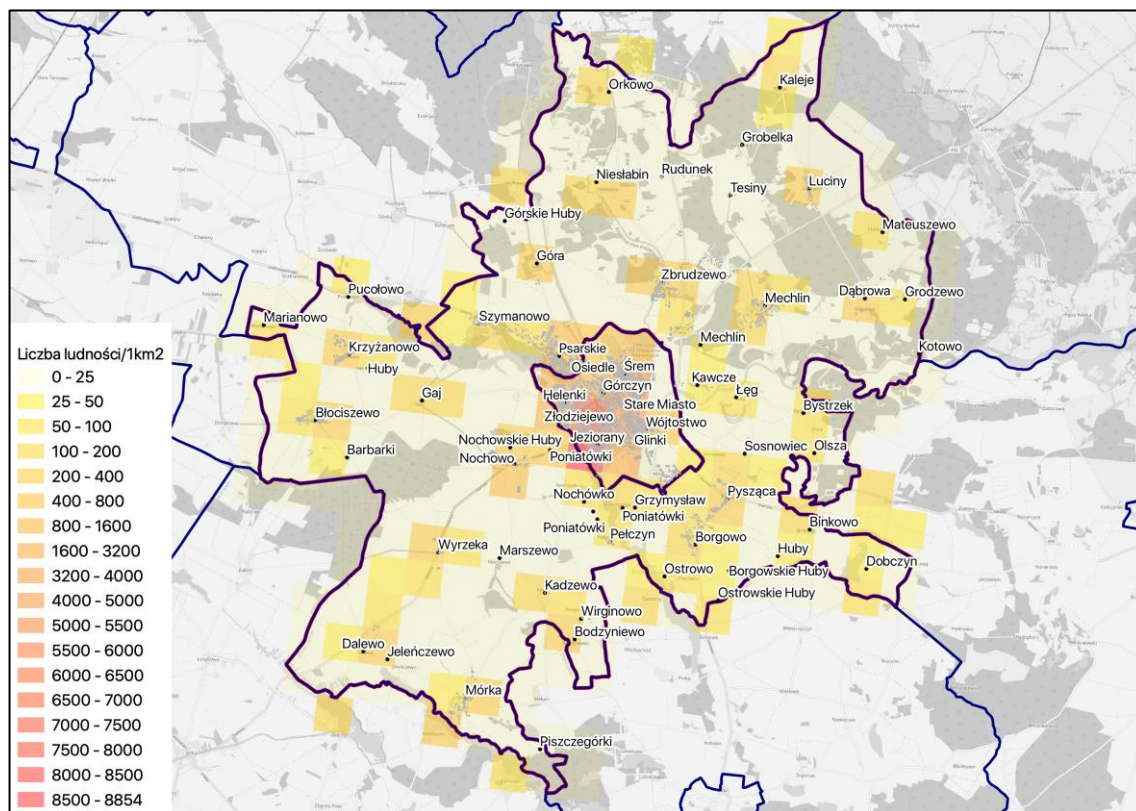 Orkowo
Kaleje
Grobelka
Niesłabin
Rudunek
Tesiny
Luciny
Górskie Huby
Mateuszewo
Góra
Zbrudzewo
Pucołowo
Mechlin
Dąbrowa
Grodzewo
Marianowo
Szymanowo
Krzyżanowo
Huby
Psarskie
Mechlin
Kotowo
Osiedle
Śrem
Górczyn
Kawcze
Łęg
Gaj
Helenki
Stare Miasto
Bystrzek
Błociszewo
Złodziejewo
Wójtostwo
Barbarki
Nochowskie Huby
Jeziorany
Glinki
Sosnowiec
Olsza
Nochowo
Poniatówki
Nochówko
Grzymysław
Pysząca
Poniatówki
Poniatówki
Binkowo
Pełczyn
Borgowo
Wyrzeka
Marszewo
Huby
Dobczyn
Ostrowo
Borgowskie Huby
Kadzewo
Ostrowskie Huby
Wirginowo
Bodzyniewo
Dalewo
Jeleńczewo
Mórka
Piszczegórki
Liczba ludności/1km2
0 - 25
25 - 50
50 - 100
100 - 200
200 - 400
400 - 800
800 - 1600
1600 - 3200
3200 - 4000
4000 - 5000
5000 - 5500
5500 - 6000
6000 - 6500
6500 - 7000
7000 - 7500
7500 - 8000
8000 - 8500
8500 - 8854